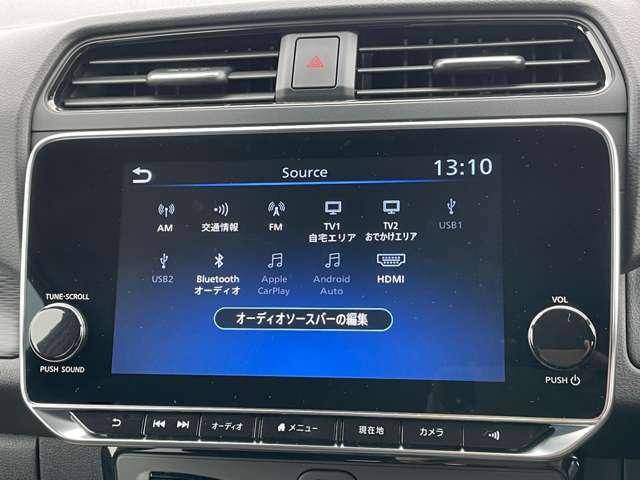 Source
13:10
AM
交通情報
FM
TV1
自宅エリア
TV2
おでかけエリア
USB1
USB2
Bluetooth
オーディオ
Apple
CarPlay
Android
Auto
HDMI
オーディオソースバーの編集
TUNE·SCROLL
PUSH SOUND
VOL
PUSH
オーディオ
メニュー
現在地
カメラ